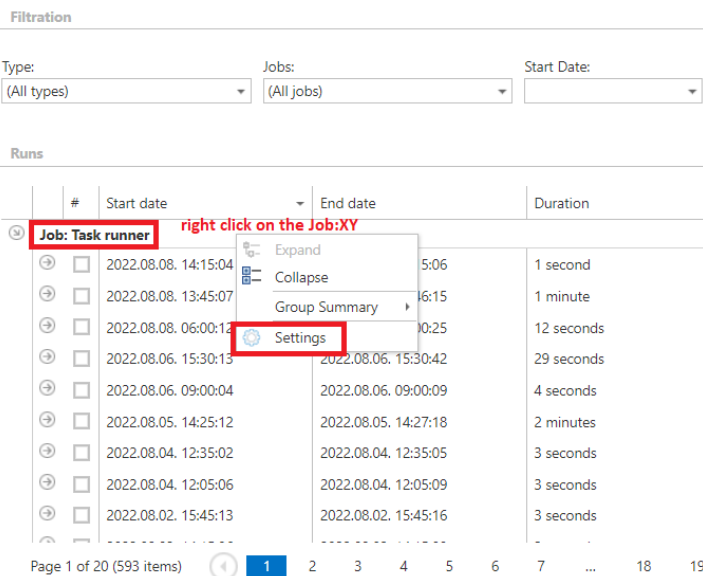 Filtration
Type: Jobs: Start Date:
(All types) (All jobs)
Runs
# Start date End date Duration
right click on the Job:XY
Job: Task runner
Expand
2022.08.08. 14:15:04 5:06 1 second
Collapse
2022.08.08. 13:45:07 46:15 1 minute
Group Summary
2022.08.08. 06:00:12 00:25 12 seconds
Settings
2022.08.06. 15:30:13 2022.08.06. 15:30:42 29 seconds
2022.08.06. 09:00:04 2022.08.06. 09:00:09 4 seconds
2022.08.05. 14:25:12 2022.08.05. 14:27:18 2 minutes
2022.08.04. 12:35:02 2022.08.04. 12:35:05 3 seconds
2022.08.04. 12:05:06 2022.08.04. 12:05:09 3 seconds
2022.08.02. 15:45:13 2022.08.02. 15:45:16 3 seconds
Page 1 of 20 (593 items) 1 2 3 4 5 6 7 ... 18 19